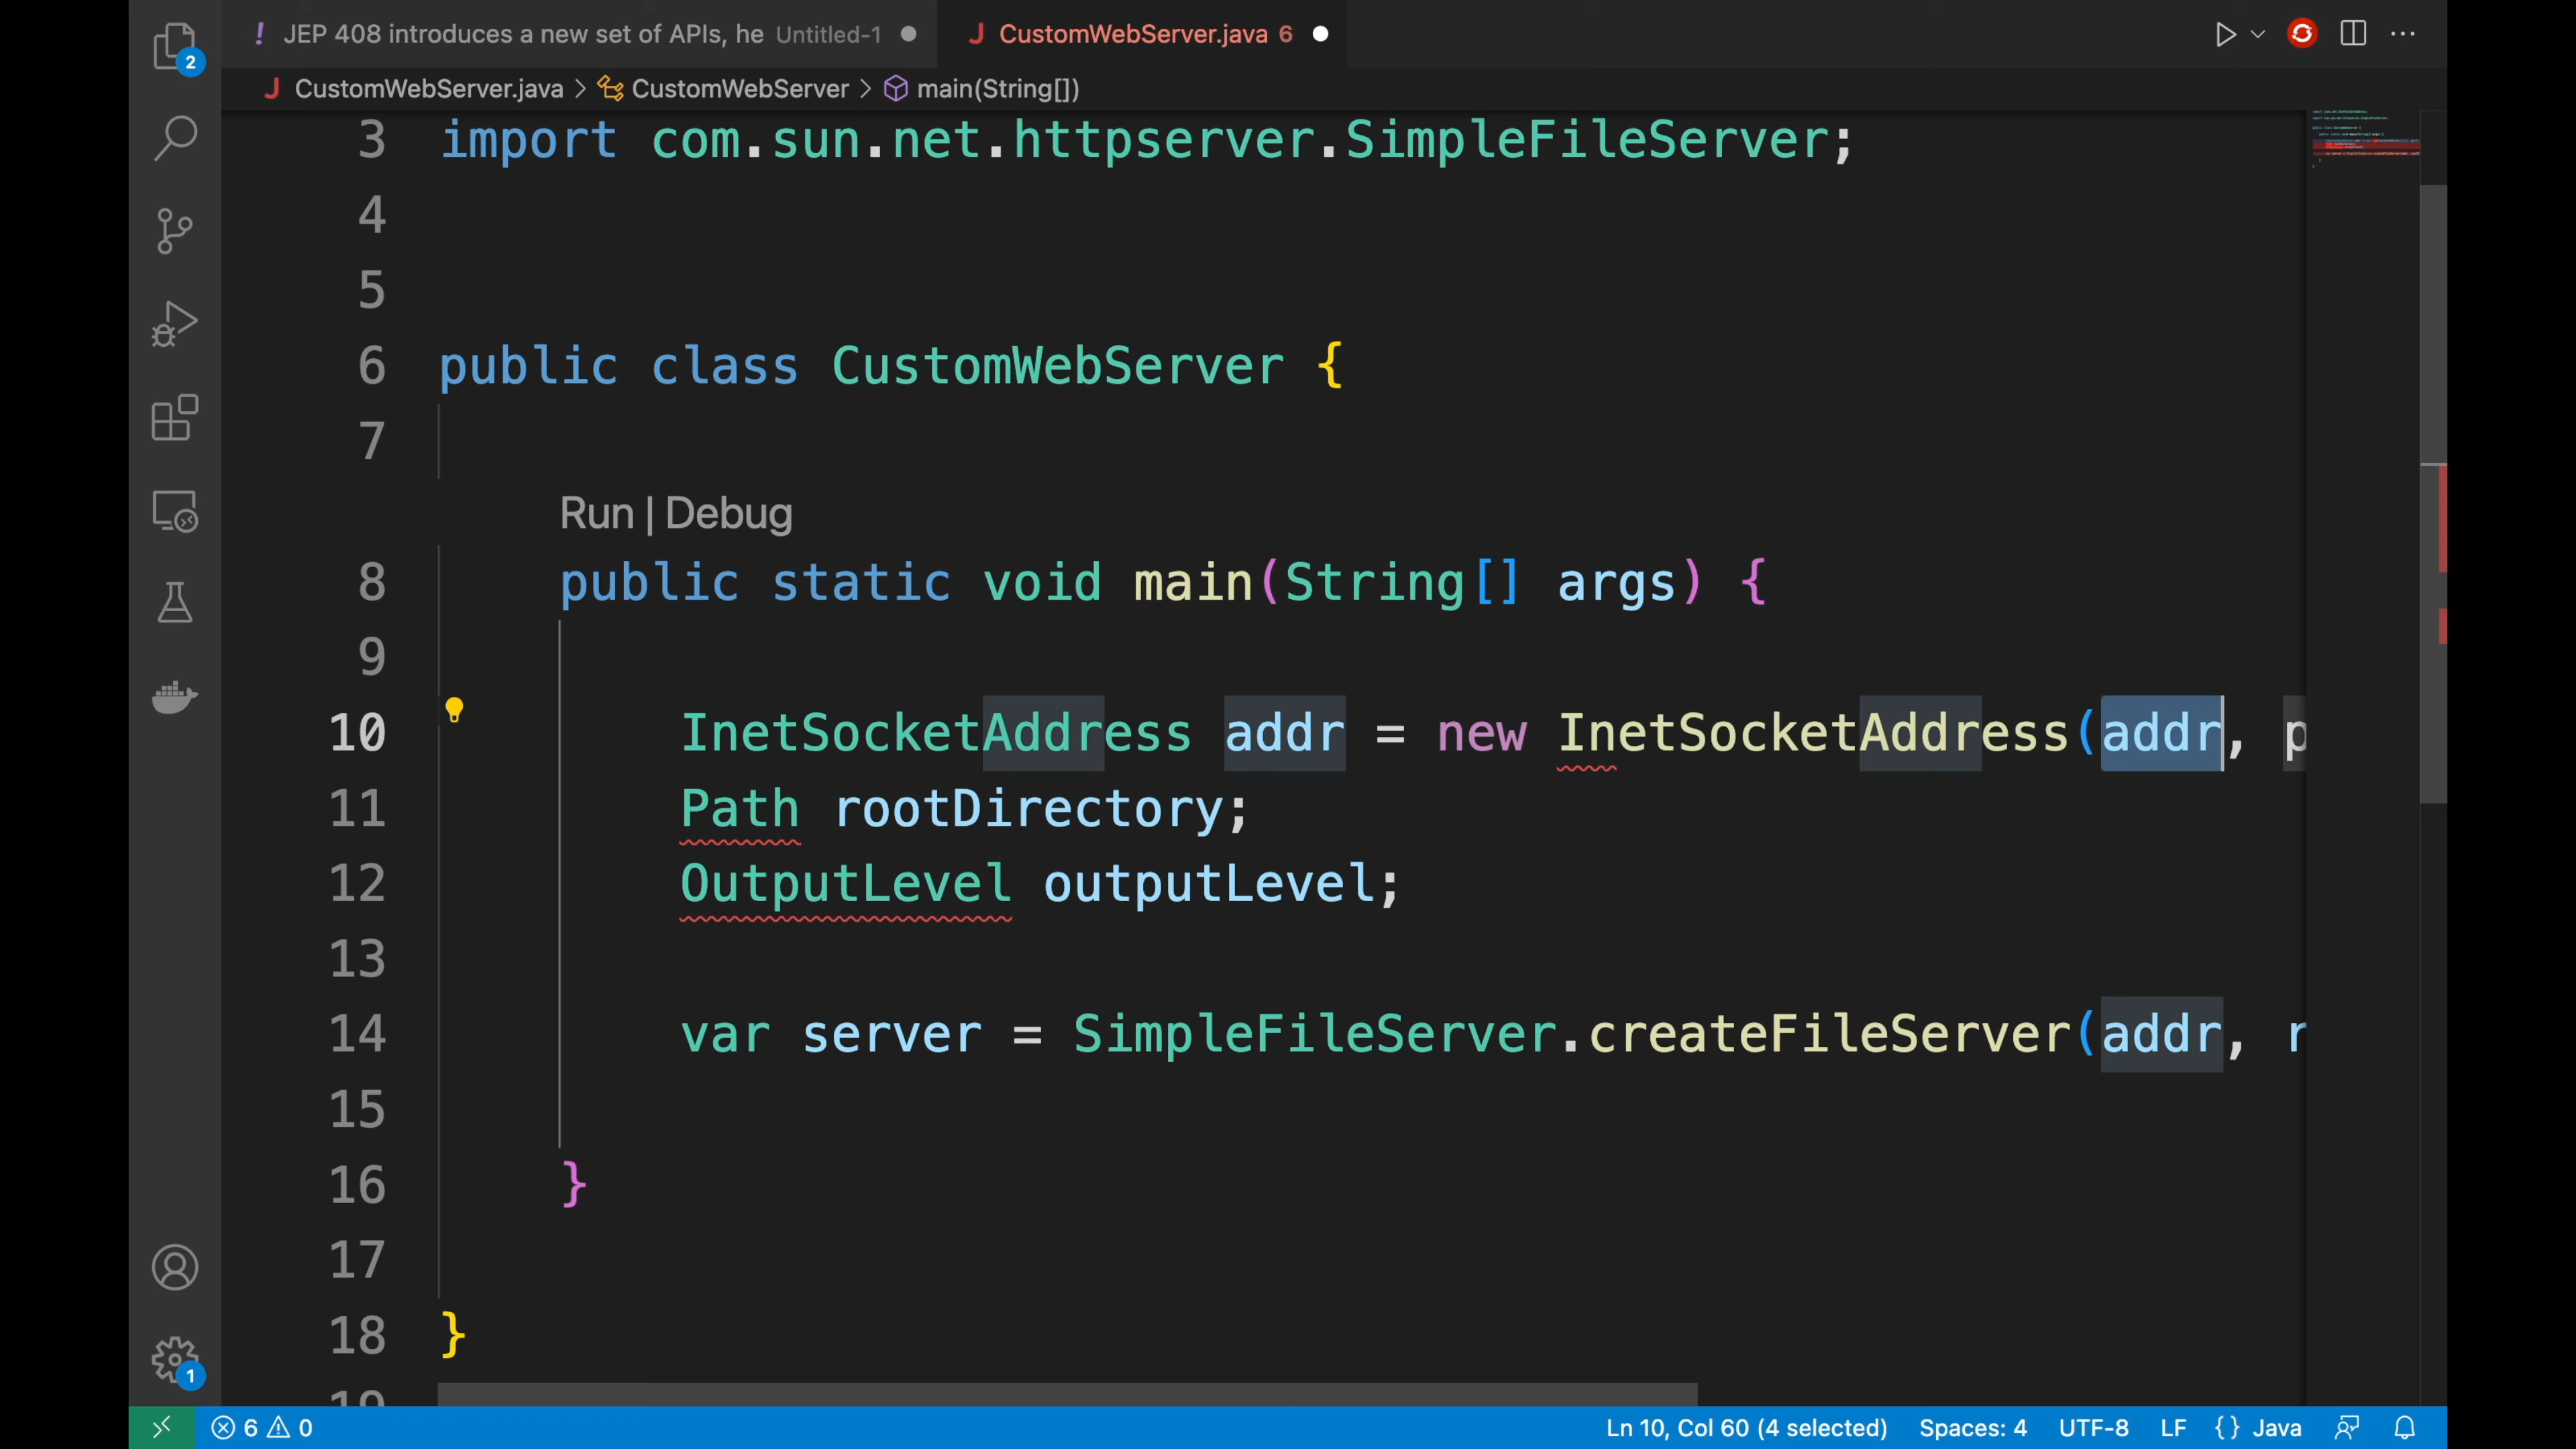 ! JEP 408 introduces a new set of APIs, he Untitled-1
J CustomWebServer.java 6
J CustomWebServer.java > CustomWebServer > main(String[])
2
3 import com.sun.net.httpserver.SimpleFileServer;
4
5
6 public class CustomWebServer {
7
Run | Debug
8 public static void main(String[] args) {
9
10 InetSocketAddress addr = new InetSocketAddress(addr, p
11 Path rootDirectory;
12 OutputLevel outputLevel;
13
14 var server = SimpleFileServer.createFileServer(addr, r
15
16 }
17
18 }
19
1
6 0
Ln 10, Col 60 (4 selected) Spaces: 4 UTF-8 LF {} Java